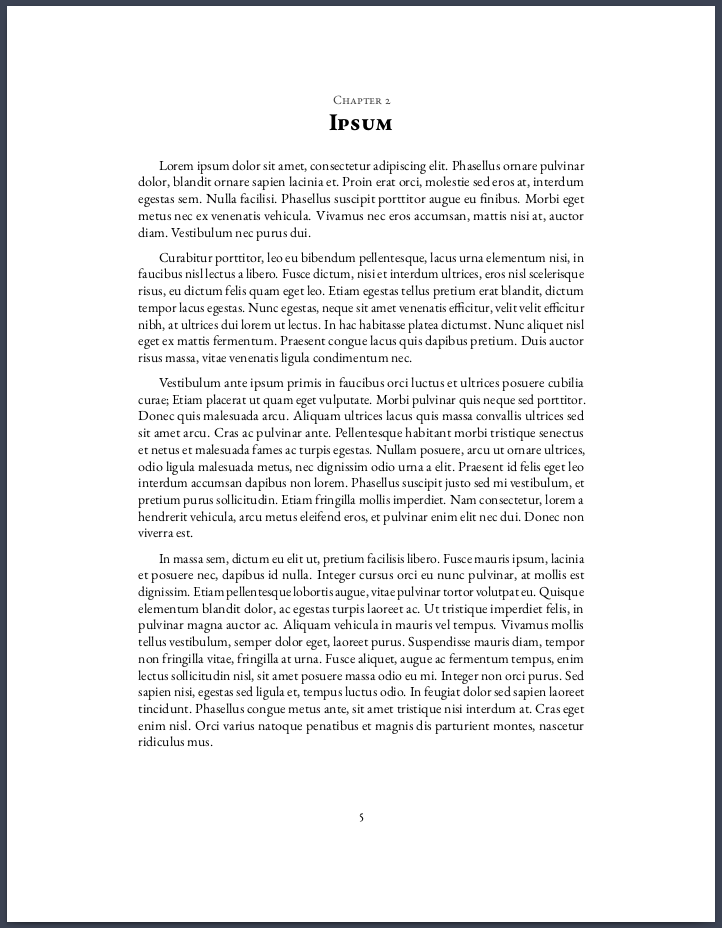 Chapter 2
Ipsum
Lorem ipsum dolor sit amet, consectetur adipiscing elit. Phasellus ornare pulvinar
dolor, blandit ornare sapien lacinia et. Proin erat orci, molestie sed eros at, interdum
egestas sem. Nulla facilisi. Phasellus suscipit porttitor augue eu finibus. Morbi eget
metus nec ex venenatis vehicula. Vivamus nec eros accumsan, mattis nisi at, auctor
diam. Vestibulum nec purus dui.
Curabitur porttitor, leo eu bibendum pellentesque, lacus urna elementum nisi, in
faucibus nisl lectus a libero. Fusce dictum, nisi et interdum ultrices, eros nisl scelerisque
risus, eu dictum felis quam eget leo. Etiam egestas tellus pretium erat blandit, dictum
tempor lacus egestas. Nunc egestas, neque sit amet venenatis efficitur, velit velit efficitur
nibh, at ultrices dui lorem ut lectus. In hac habitasse platea dictumst. Nunc aliquet nisl
eget ex mattis fermentum. Praesent congue lacus quis dapibus pretium. Duis auctor
risus massa, vitae venenatis ligula condimentum nec.
Vestibulum ante ipsum primis in faucibus orci luctus et ultrices posuere cubilia
curae; Etiam placerat ut quam eget vulputate. Morbi pulvinar quis neque sed porttitor.
Donec quis malesuada arcu. Aliquam ultrices lacus quis massa convallis ultrices sed
sit amet arcu. Cras ac pulvinar ante. Pellentesque habitant morbi tristique senectus
et netus et malesuada fames ac turpis egestas. Nullam posuere, arcu ut ornare ultrices,
odio ligula malesuada metus, nec dignissim odio urna a elit. Praesent id felis eget leo
interdum accumsan dapibus non lorem. Phasellus suscipit justo sed mi vestibulum, et
pretium purus sollicitudin. Etiam fringilla mollis imperdiet. Nam consectetur, lorem a
hendrerit vehicula, arcu metus eleifend eros, et pulvinar enim elit nec dui. Donec non
viverra est.
In massa sem, dictum eu elit ut, pretium facilisis libero. Fusce mauris ipsum, lacinia
et posuere nec, dapibus id nulla. Integer cursus orci eu nunc pulvinar, at mollis est
dignissim. Etiam pellentesque lobortis augue, vitae pulvinar tortor volutpat eu. Quisque
elementum blandit dolor, ac egestas turpis laoreet ac. Ut tristique imperdiet felis, in
pulvinar magna auctor ac. Aliquam vehicula in mauris vel tempus. Vivamus mollis
tellus vestibulum, semper dolor eget, laoreet purus. Suspendisse mauris diam, tempor
non fringilla vitae, fringilla at urna. Fusce aliquet, augue ac fermentum tempus, enim
lectus sollicitudin nisl, sit amet posuere massa odio eu mi. Integer non orci purus. Sed
sapien nisi, egestas sed ligula et, tempus luctus odio. In feugiat dolor sed sapien laoreet
tincidunt. Phasellus congue metus ante, sit amet tristique nisi interdum at. Cras eget
enim nisl. Orci varius natoque penatibus et magnis dis parturient montes, nascetur
ridiculus mus.
5